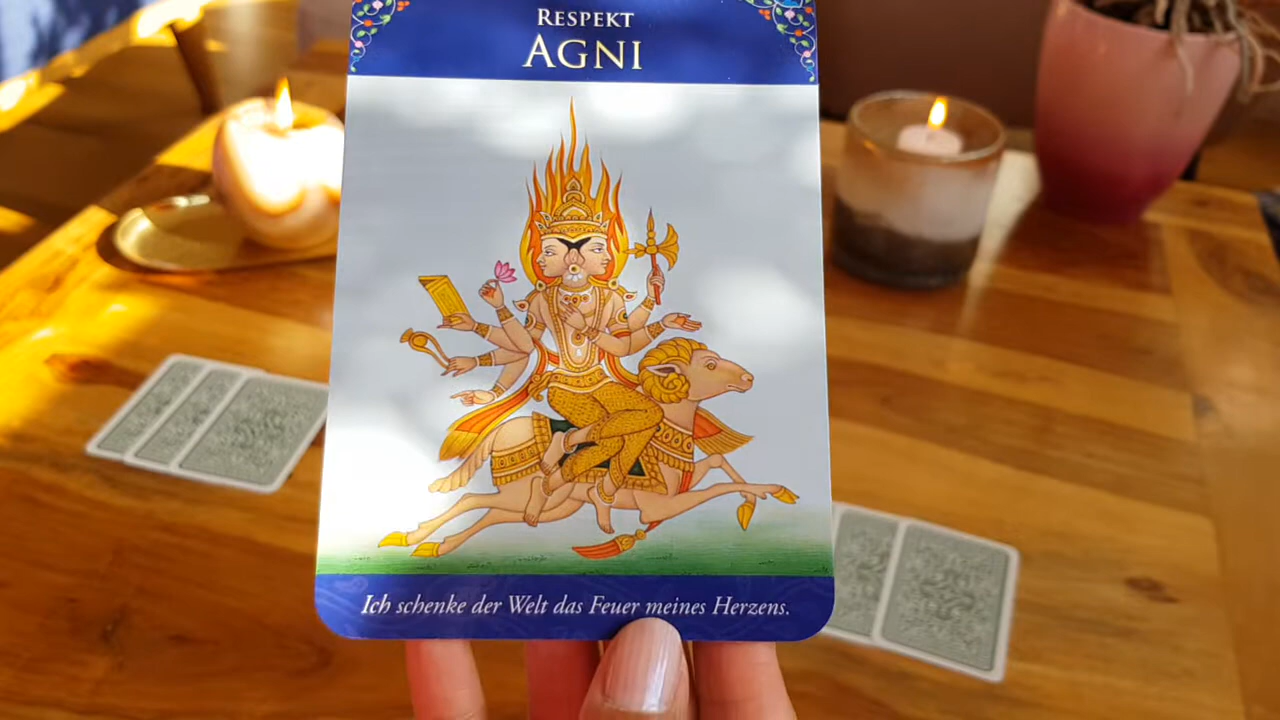 Respekt
Agni
Ich schenke der Welt das Feuer meines Herzens.